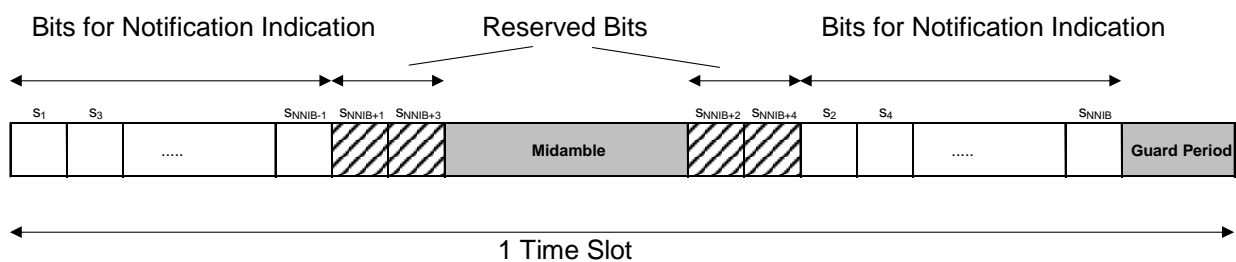 Bits for Notification Indication Reserved Bits Bits for Notification Indication
s1 s3 sNNIB-1 sNNIB+1 sNNIB+3 sNNIB+2 sNNIB+4 s2 s4 sNNIB
..... Midamble ..... Guard Period
1 Time Slot